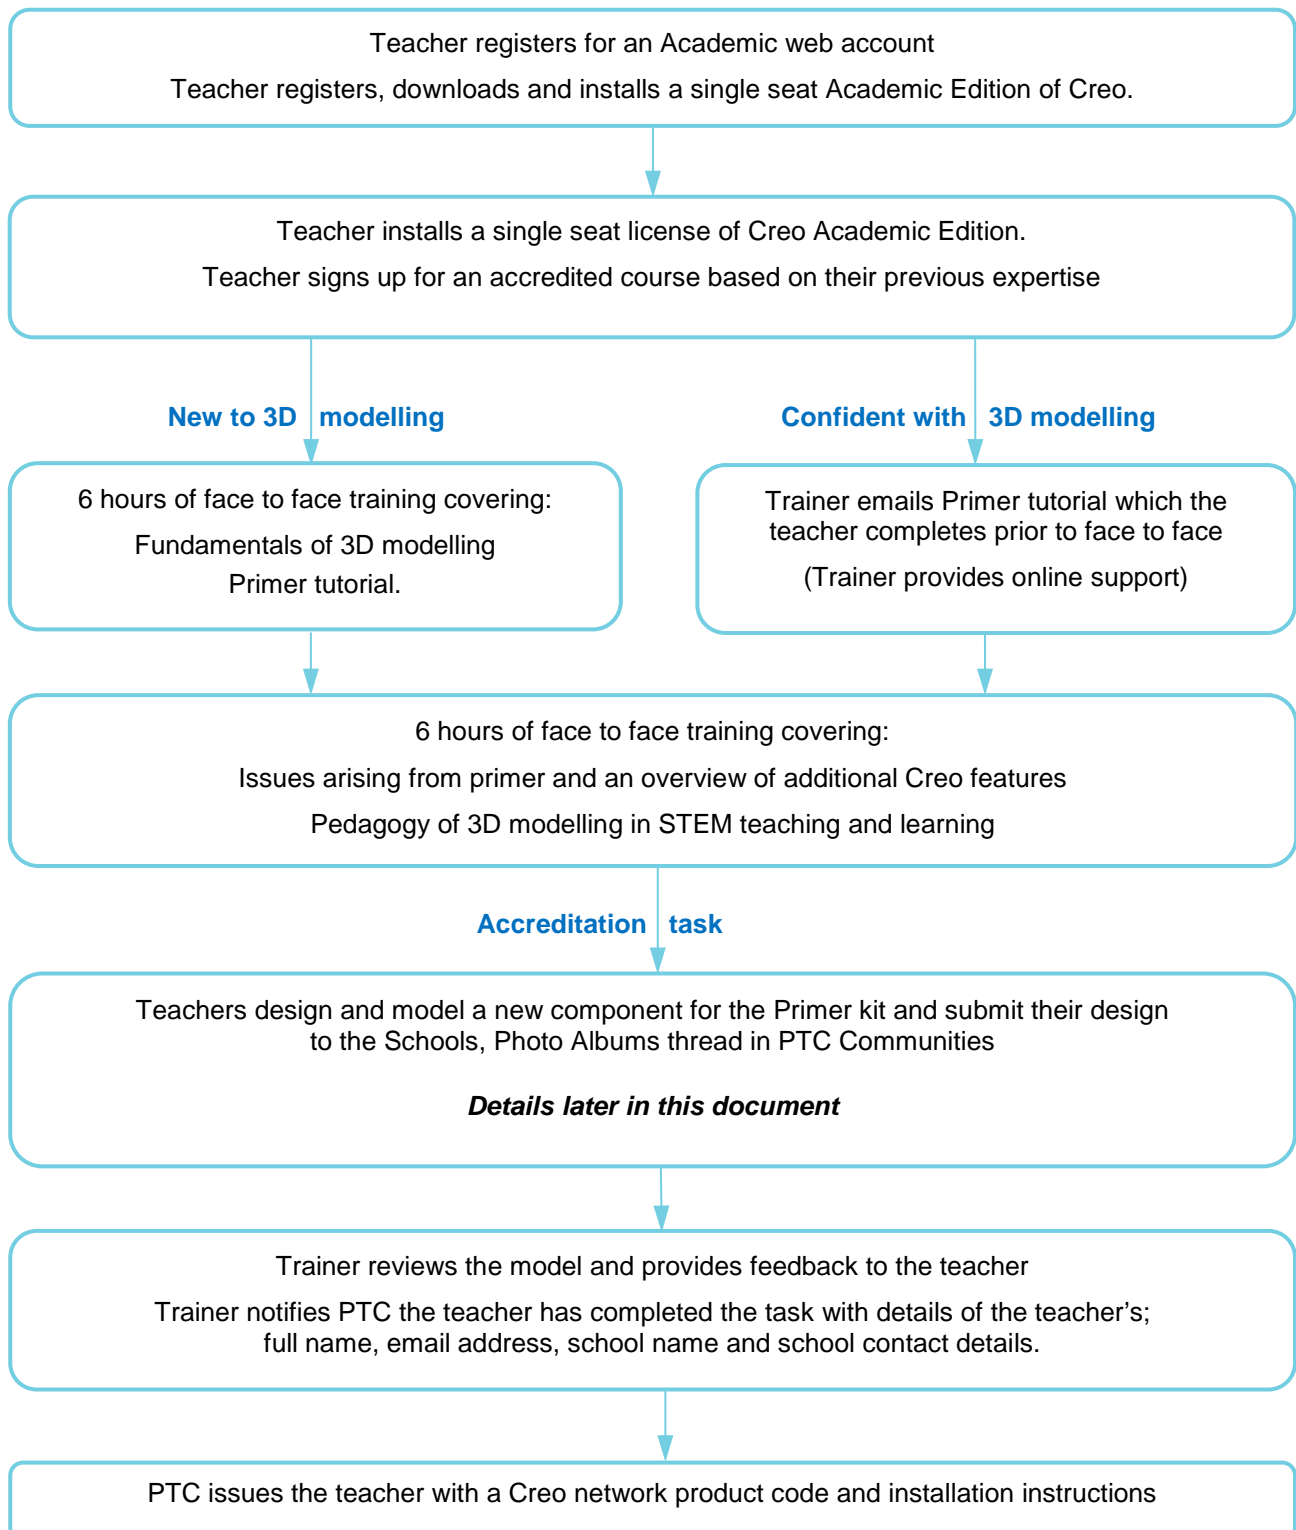 Teacher registers for an Academic web account
Teacher registers, downloads and installs a single seat Academic Edition of Creo.
Teacher installs a single seat license of Creo Academic Edition.
Teacher signs up for an accredited course based on their previous expertise
New to 3D modelling
Confident with 3D modelling
6 hours of face to face training covering:
Fundamentals of 3D modelling
Primer tutorial.
Trainer emails Primer tutorial which the
teacher completes prior to face to face
(Trainer provides online support)
6 hours of face to face training covering:
Issues arising from primer and an overview of additional Creo features
Pedagogy of 3D modelling in STEM teaching and learning
Accreditation task
Teachers design and model a new component for the Primer kit and submit their design
to the Schools, Photo Albums thread in PTC Communities
Details later in this document
Trainer reviews the model and provides feedback to the teacher
Trainer notifies PTC the teacher has completed the task with details of the teacher's;
full name, email address, school name and school contact details.
PTC issues the teacher with a Creo network product code and installation instructions